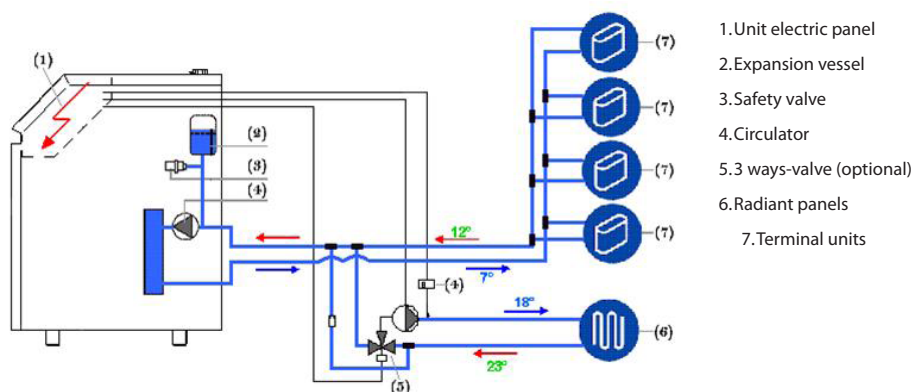 (1)
(2)
(3)
(4)
12°
7°
(4)
18°
23°
(5)
(7)
(7)
(7)
(7)
(6)
1.Unit electric panel
2.Expansion vessel
3.Safety valve
4.Circulator
5.3 ways-valve (optional)
6.Radiant panels
7.Terminal units